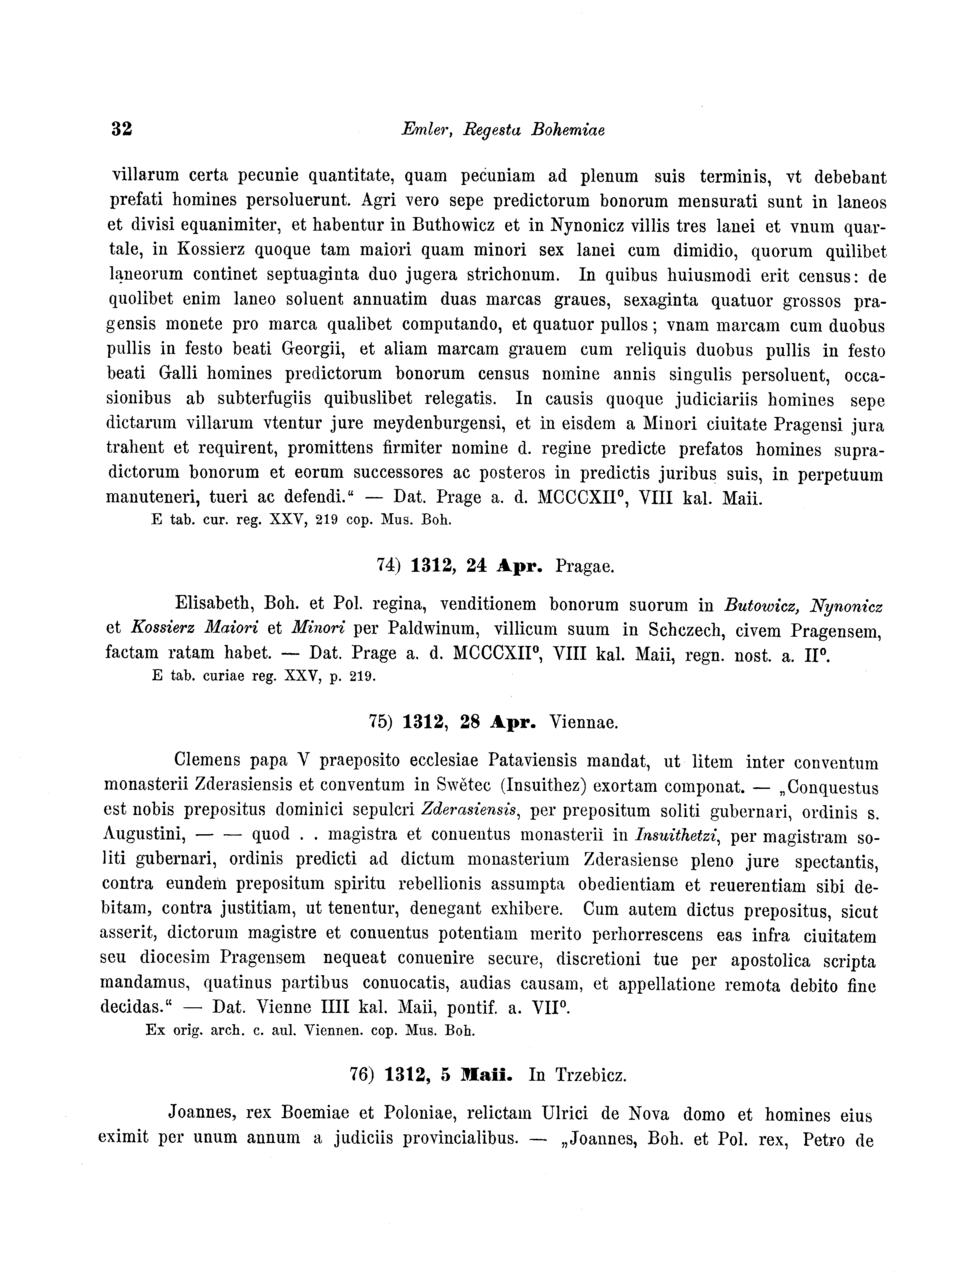 32 Emler, Regesta Bohemiae
villarum certa pecunie quantitate, quam pecuniam ad plenum suis terminis, vt debebant
prefati homines persoluerunt. Agri vero sepe predictorum bonorum mensurati sunt in laneos
et divisi equanimiter, et habentur in Buthowicz et in Nynonicz villis tres lanei et vnum quar-
tale, in Kossierz quoque tam maiori quam minori sex lanei cum dimidio, quorum quilibet
laneorum continet septuaginta duo jugera strichonum. In quibus huiusmodi erit census: de
quolibet enim laneo soluent annuatim duas marcas graues, sexaginta quatuor grossos pra-
gensis monete pro marca qualibet computando, et quatuor pullos; vnam marcam cum duobus
pullis in festo beati Georgii, et aliam marcam grauem cum reliquis duobus pullis in festo
beati Galli homines predictorum bonorum census nomine annis singulis persoluent, occa-
sionibus ab subterfugiis quibuslibet relegatis. In causis quoque judiciariis homines sepe
dictarum villarum vtentur jure meydenburgensi, et in eisdem a Minori ciuitate Pragensi jura
trahent et requirent, promittens firmiter nomine d. regine predicte prefatos homines supra-
dictorum bonorum et eorum successores ac posteros in predictis juribus suis, in perpetuum
manuteneri, tueri ac defendi.“ — Dat. Prage a. d. MCCCXII⁰, VIII kal. Maii.
E tab. cur. reg. XXV, 219 cop. Mus. Boh.
74) 1312, 24 Apr. Pragae.
Elisabeth, Boh. et Pol. regina, venditionem bonorum suorum in Butowicz, Nynonicz
et Kossierz Maiori et Minori per Paldwinum, villicum suum in Schczech, civem Pragensem,
factam ratam habet. — Dat. Prage a. d. MCCCXII⁰, VIII kal. Maii, regn. nost. a. II⁰.
E tab. curiae reg. XXV, p. 219.
75) 1312, 28 Apr. Viennae.
Clemens papa V praeposito ecclesiae Pataviensis mandat, ut litem inter conventum
monasterii Zderasiensis et conventum in Swětec (Insuithez) exortam componat. — „Conquestus
est nobis prepositus dominici sepulcri Zderasiensis, per prepositum soliti gubernari, ordinis s.
Augustini, — — quod . . magistra et conuentus monasterii in Insuithetzi, per magistram so-
liti gubernari, ordinis predicti ad dictum monasterium Zderasiense pleno jure spectantis,
contra eundem prepositum spiritu rebellionis assumpta obedientiam et reuerentiam sibi de-
bitam, contra justitiam, ut tenentur, denegant exhibere. Cum autem dictus prepositus, sicut
asserit, dictorum magistre et conuentus potentiam merito perhorrescens eas infra ciuitatem
seu diocesim Pragensem nequeat conuenire secure, discretioni tue per apostolica scripta
mandamus, quatinus partibus conuocatis, audias causam, et appellatione remota debito fine
decidas.“ — Dat. Vienne IIII kal. Maii, pontif. a. VII⁰.
Ex orig. arch. c. aul. Viennen. cop. Mus. Boh.
76) 1312, 5 Maii. In Trzebicz.
Joannes, rex Boemiae et Poloniae, relictam Ulrici de Nova domo et homines eius
eximit per unum annum a judiciis provincialibus. — „Joannes, Boh. et Pol. rex, Petro de